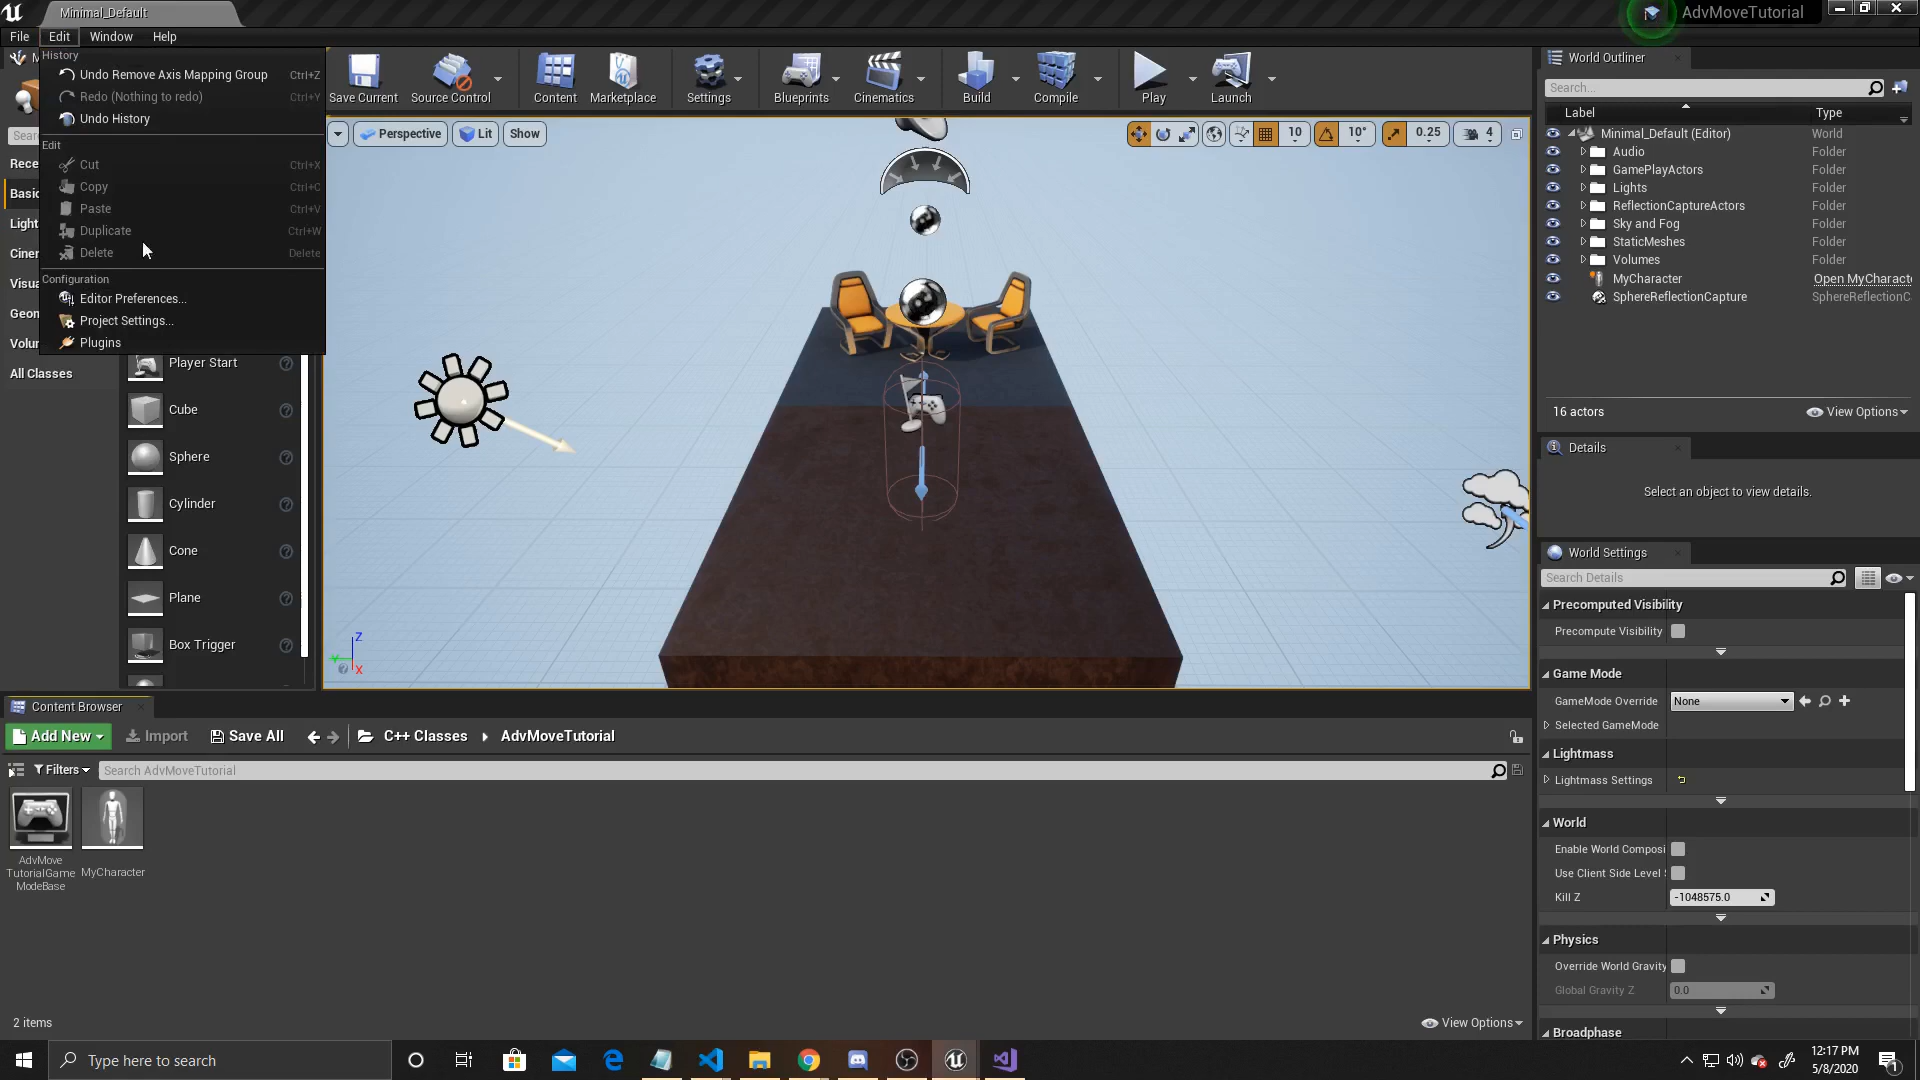 Minimal_Default
AdvMoveTutorial
File
Edit
Window
Help
History
Undo Remove Axis Mapping Group Ctrl+Z
Redo (Nothing to redo) Ctrl+Y
Undo History
Edit
Cut Ctrl+X
Copy Ctrl+C
Paste Ctrl+V
Duplicate Ctrl+W
Delete Delete
Configuration
Editor Preferences...
Project Settings...
Plugins
Sear
Rece
Basic
Light
Cine
Visua
Geon
Volu
All Classes
Player Start
Cube
Sphere
Cylinder
Cone
Plane
Box Trigger
Save Current
Source Control
Content
Marketplace
Settings
Blueprints
Cinematics
Build
Compile
Play
Launch
Perspective
Lit
Show
10
10°
0.25
4
Z
Y
X
World Outliner
Search...
Label Type
Minimal_Default (Editor) World
Audio Folder
GamePlayActors Folder
Lights Folder
ReflectionCaptureActors Folder
Sky and Fog Folder
StaticMeshes Folder
Volumes Folder
MyCharacter Open MyCharact
SphereReflectionCapture SphereReflectionC
16 actors
View Options
Details
Select an object to view details.
World Settings
Search Details
Precomputed Visibility
Precompute Visibility
Game Mode
GameMode Override None
Selected GameMode
Lightmass
Lightmass Settings
World
Enable World Composi
Use Client Side Level
Kill Z -1048575.0
Physics
Override World Gravity
Global Gravity Z 0.0
Broadphase
Content Browser
Add New
Import
Save All
C++ Classes
AdvMoveTutorial
Filters
Search AdvMoveTutorial
AdvMove
TutorialGame
ModeBase
MyCharacter
2 items
View Options
Type here to search
12:17 PM
5/8/2020
1